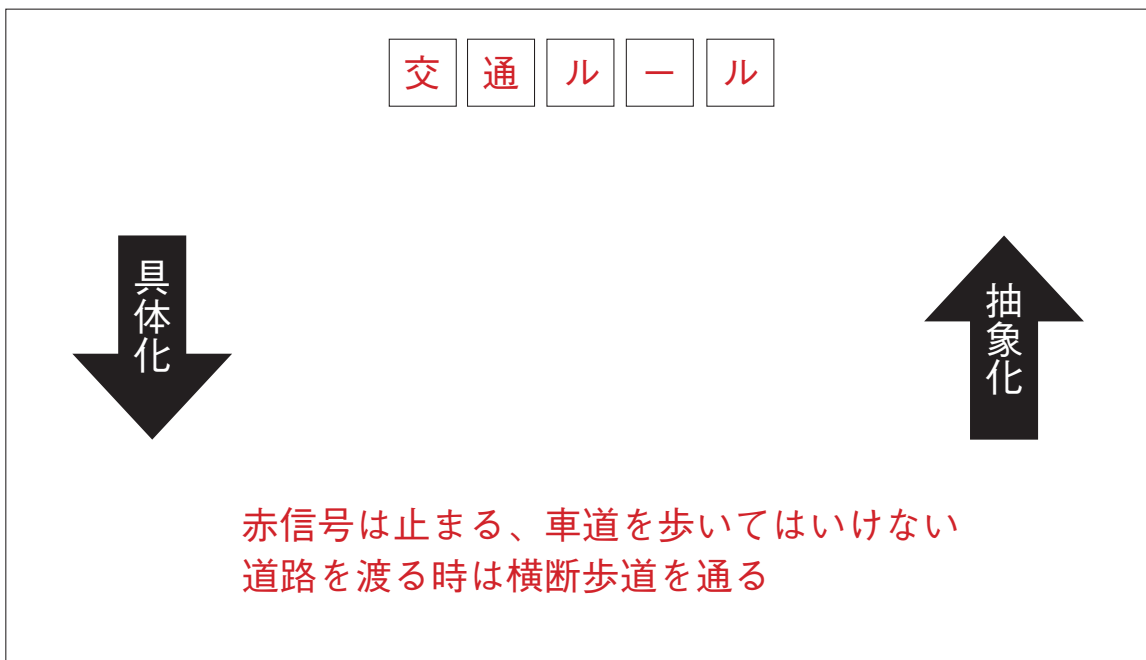 交通ルール
具体化
抽象化
赤信号は止まる、車道を歩いてはいけない
道路を渡る時は横断歩道を通る